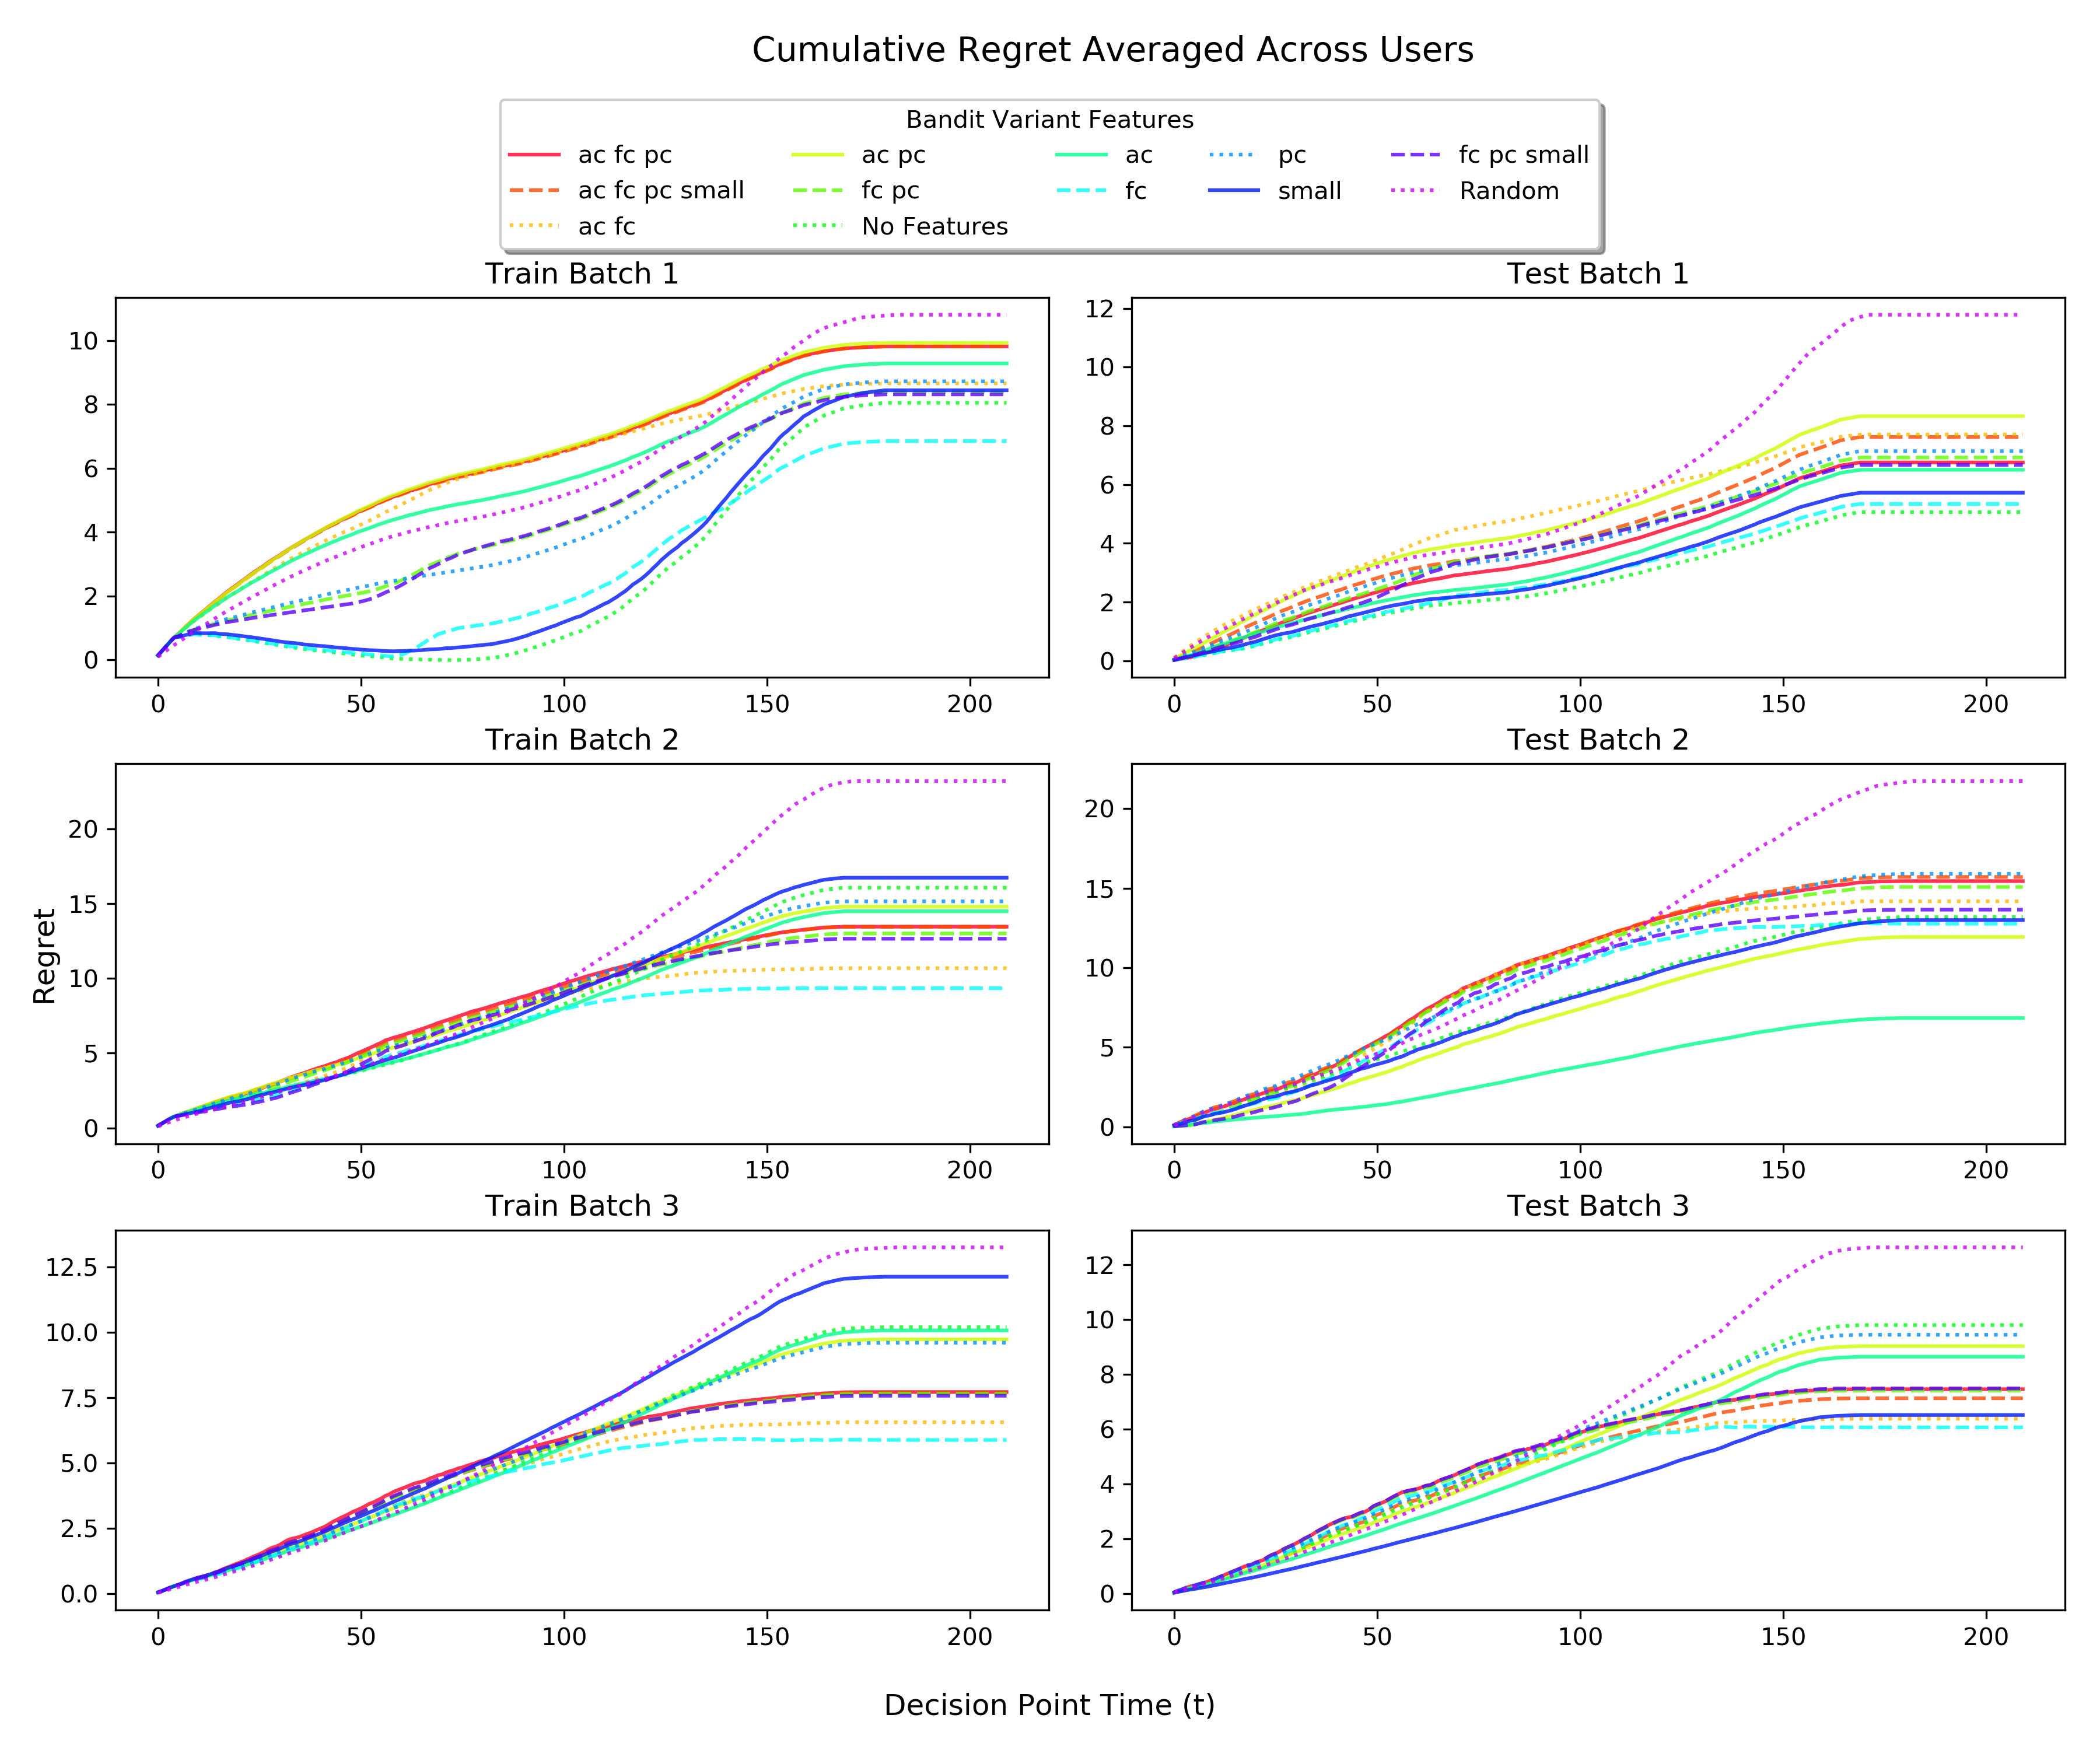 Cumulative Regret Averaged Across Users
Bandit Variant Features
ac fc pc
ac fc pc small
ac fc
ac pc
fc pc
No Features
ac
fc
pc
small
fc pc small
Random
Train Batch 1
10
8
6
4
2
0
0 50 100 150 200
Test Batch 1
12
10
8
6
4
2
0
0 50 100 150 200
Regret
Train Batch 2
20
15
10
5
0
0 50 100 150 200
Test Batch 2
20
15
10
5
0
0 50 100 150 200
Train Batch 3
12.5
10.0
7.5
5.0
2.5
0.0
0 50 100 150 200
Test Batch 3
12
10
8
6
4
2
0
0 50 100 150 200
Decision Point Time (t)